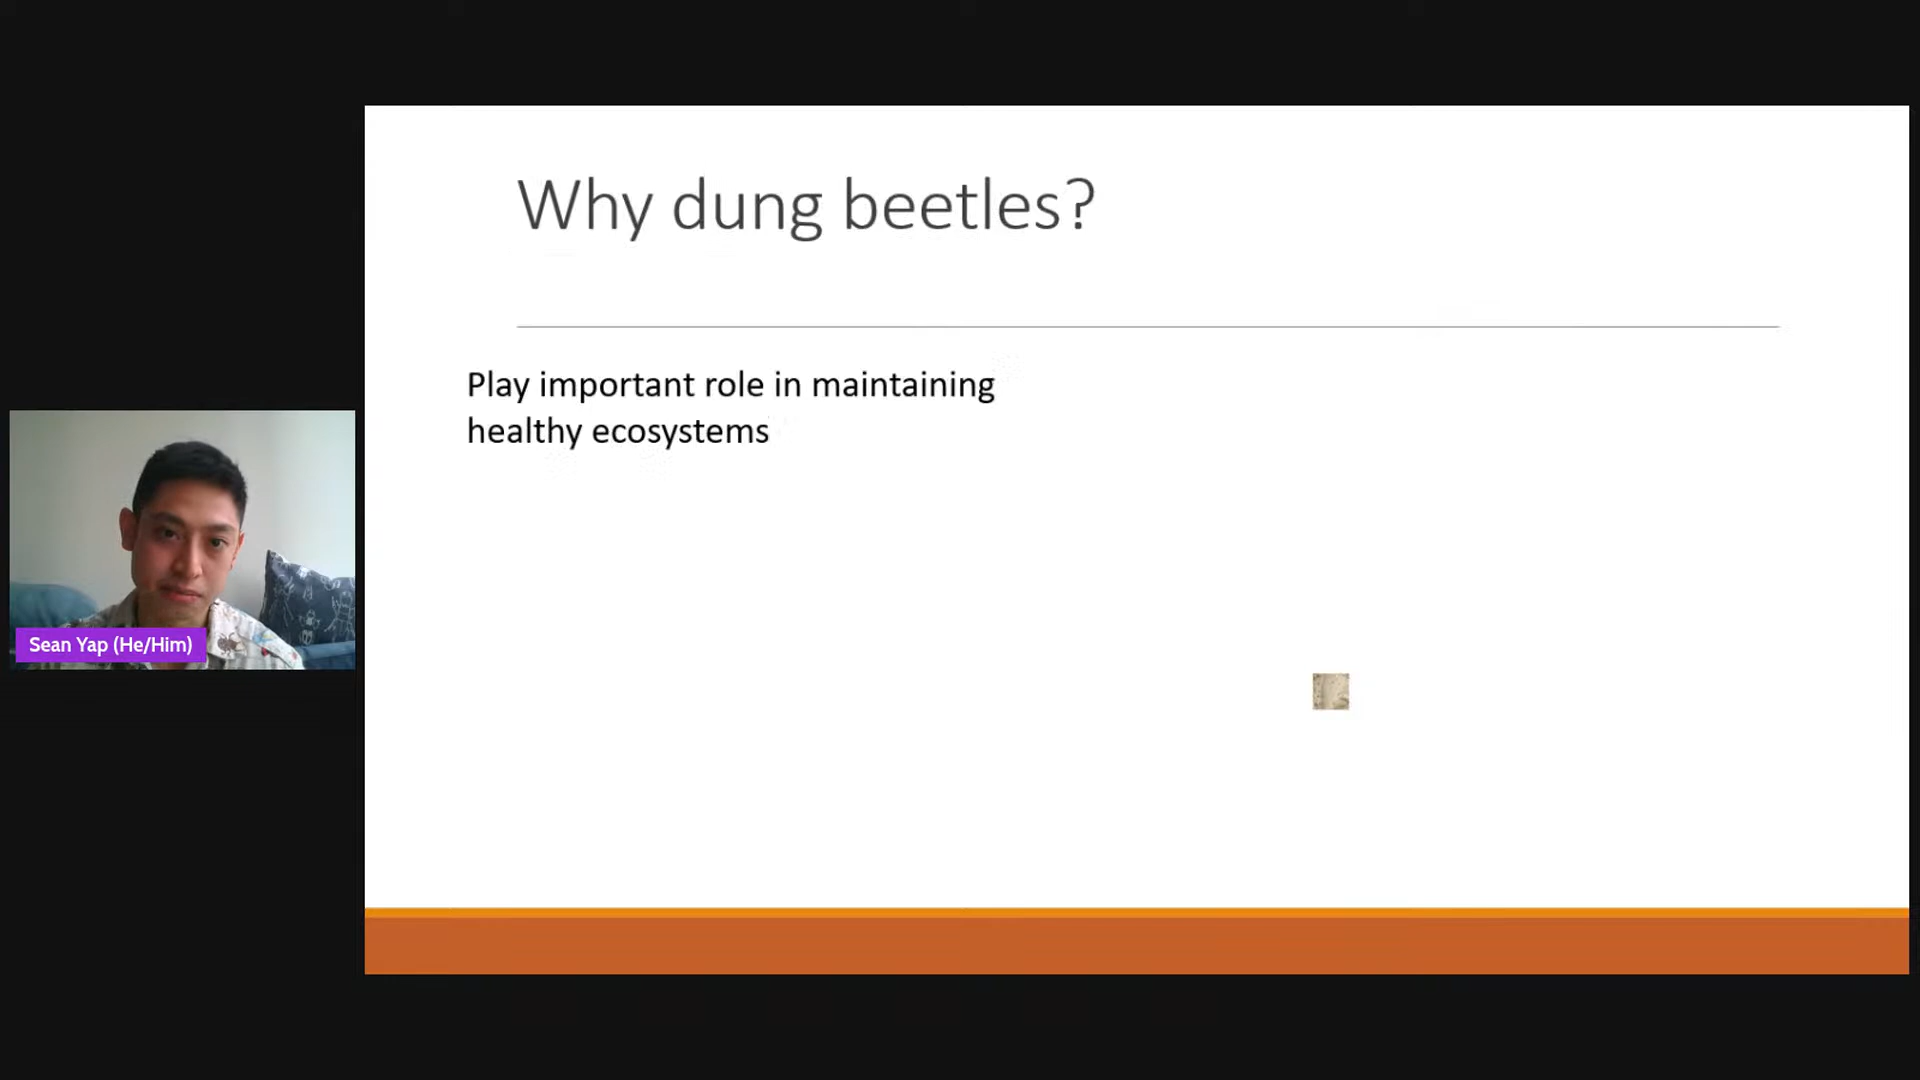 Why dung beetles?
Play important role in maintaining
healthy ecosystems
Sean Yap (He/Him)